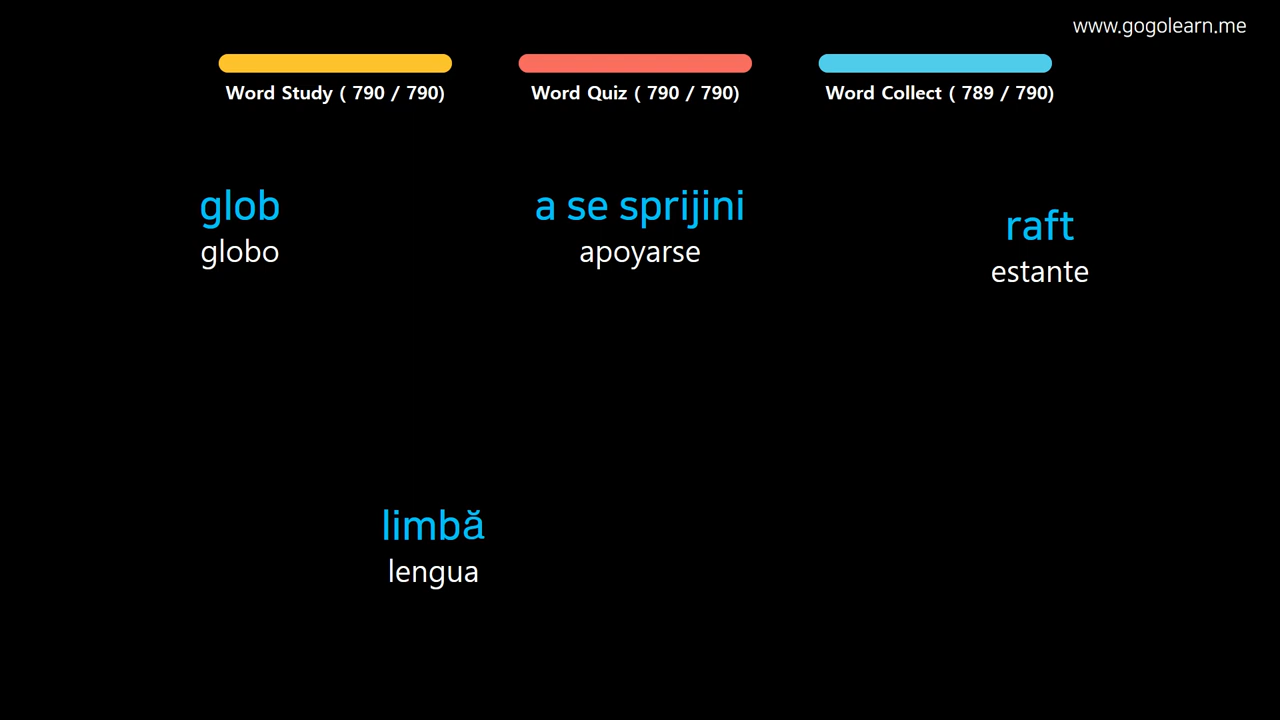 www.gogolearn.me
Word Study ( 790 / 790)
Word Quiz ( 790 / 790)
Word Collect ( 789 / 790)
glob
globo
a se sprijini
apoyarse
raft
estante
limbă
lengua